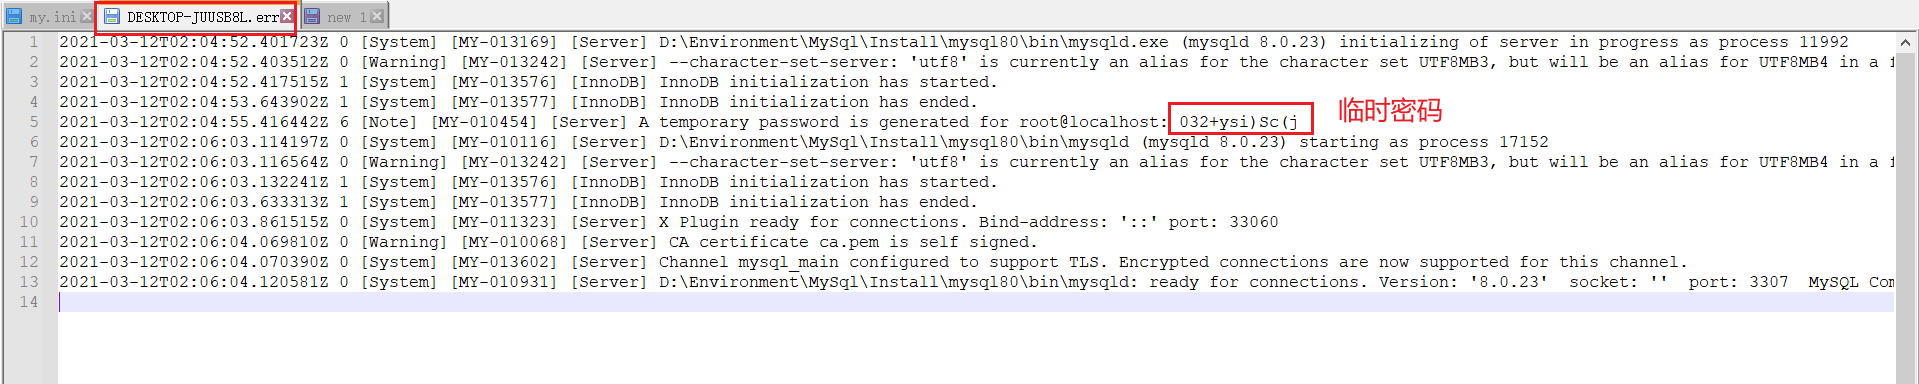 my.ini DESKTOP-JUUSB8L.err new 1
1 2021-03-12T02:04:52.401723Z 0 [System] [MY-013169] [Server] D:\Environment\MySql\Install\mysql80\bin\mysqld.exe (mysqld 8.0.23) initializing of server in progress as process 11992
2 2021-03-12T02:04:52.403512Z 0 [Warning] [MY-013242] [Server] --character-set-server: 'utf8' is currently an alias for the character set UTF8MB3, but will be an alias for UTF8MB4 in a f
3 2021-03-12T02:04:52.417515Z 1 [System] [MY-013576] [InnoDB] InnoDB initialization has started.
4 2021-03-12T02:04:53.643902Z 1 [System] [MY-013577] [InnoDB] InnoDB initialization has ended.
5 2021-03-12T02:04:55.416442Z 6 [Note] [MY-010454] [Server] A temporary password is generated for root@localhost: 032+ysi)Sc(j 临时密码
6 2021-03-12T02:06:03.114197Z 0 [System] [MY-010116] [Server] D:\Environment\MySql\Install\mysql80\bin\mysqld (mysqld 8.0.23) starting as process 17152
7 2021-03-12T02:06:03.116564Z 0 [Warning] [MY-013242] [Server] --character-set-server: 'utf8' is currently an alias for the character set UTF8MB3, but will be an alias for UTF8MB4 in a f
8 2021-03-12T02:06:03.132241Z 1 [System] [MY-013576] [InnoDB] InnoDB initialization has started.
9 2021-03-12T02:06:03.633313Z 1 [System] [MY-013577] [InnoDB] InnoDB initialization has ended.
10 2021-03-12T02:06:03.861515Z 0 [System] [MY-011323] [Server] X Plugin ready for connections. Bind-address: '::' port: 33060
11 2021-03-12T02:06:04.069810Z 0 [Warning] [MY-010068] [Server] CA certificate ca.pem is self signed.
12 2021-03-12T02:06:04.070390Z 0 [System] [MY-013602] [Server] Channel mysql_main configured to support TLS. Encrypted connections are now supported for this channel.
13 2021-03-12T02:06:04.120581Z 0 [System] [MY-010931] [Server] D:\Environment\MySql\Install\mysql80\bin\mysqld: ready for connections. Version: '8.0.23'  socket: ''  port: 3307  MySQL Com
14